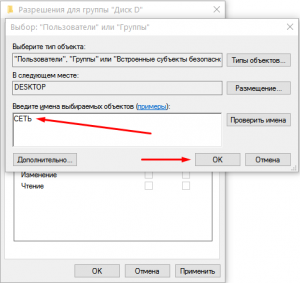 Разрешения для группы "Диск D"
Выбор: "Пользователи" или "Группы"
Выберите тип объекта:
"Пользователи", "Группы" или "Встроенные субъекты безопасно
Типы объектов...
В следующем месте:
DESKTOP
Размещение...
Введите имена выбираемых объектов (примеры):
СЕТЬ
Проверить имена
Дополнительно...
ОК
Отмена
Изменение
Чтение
ОК
Отмена
Применить